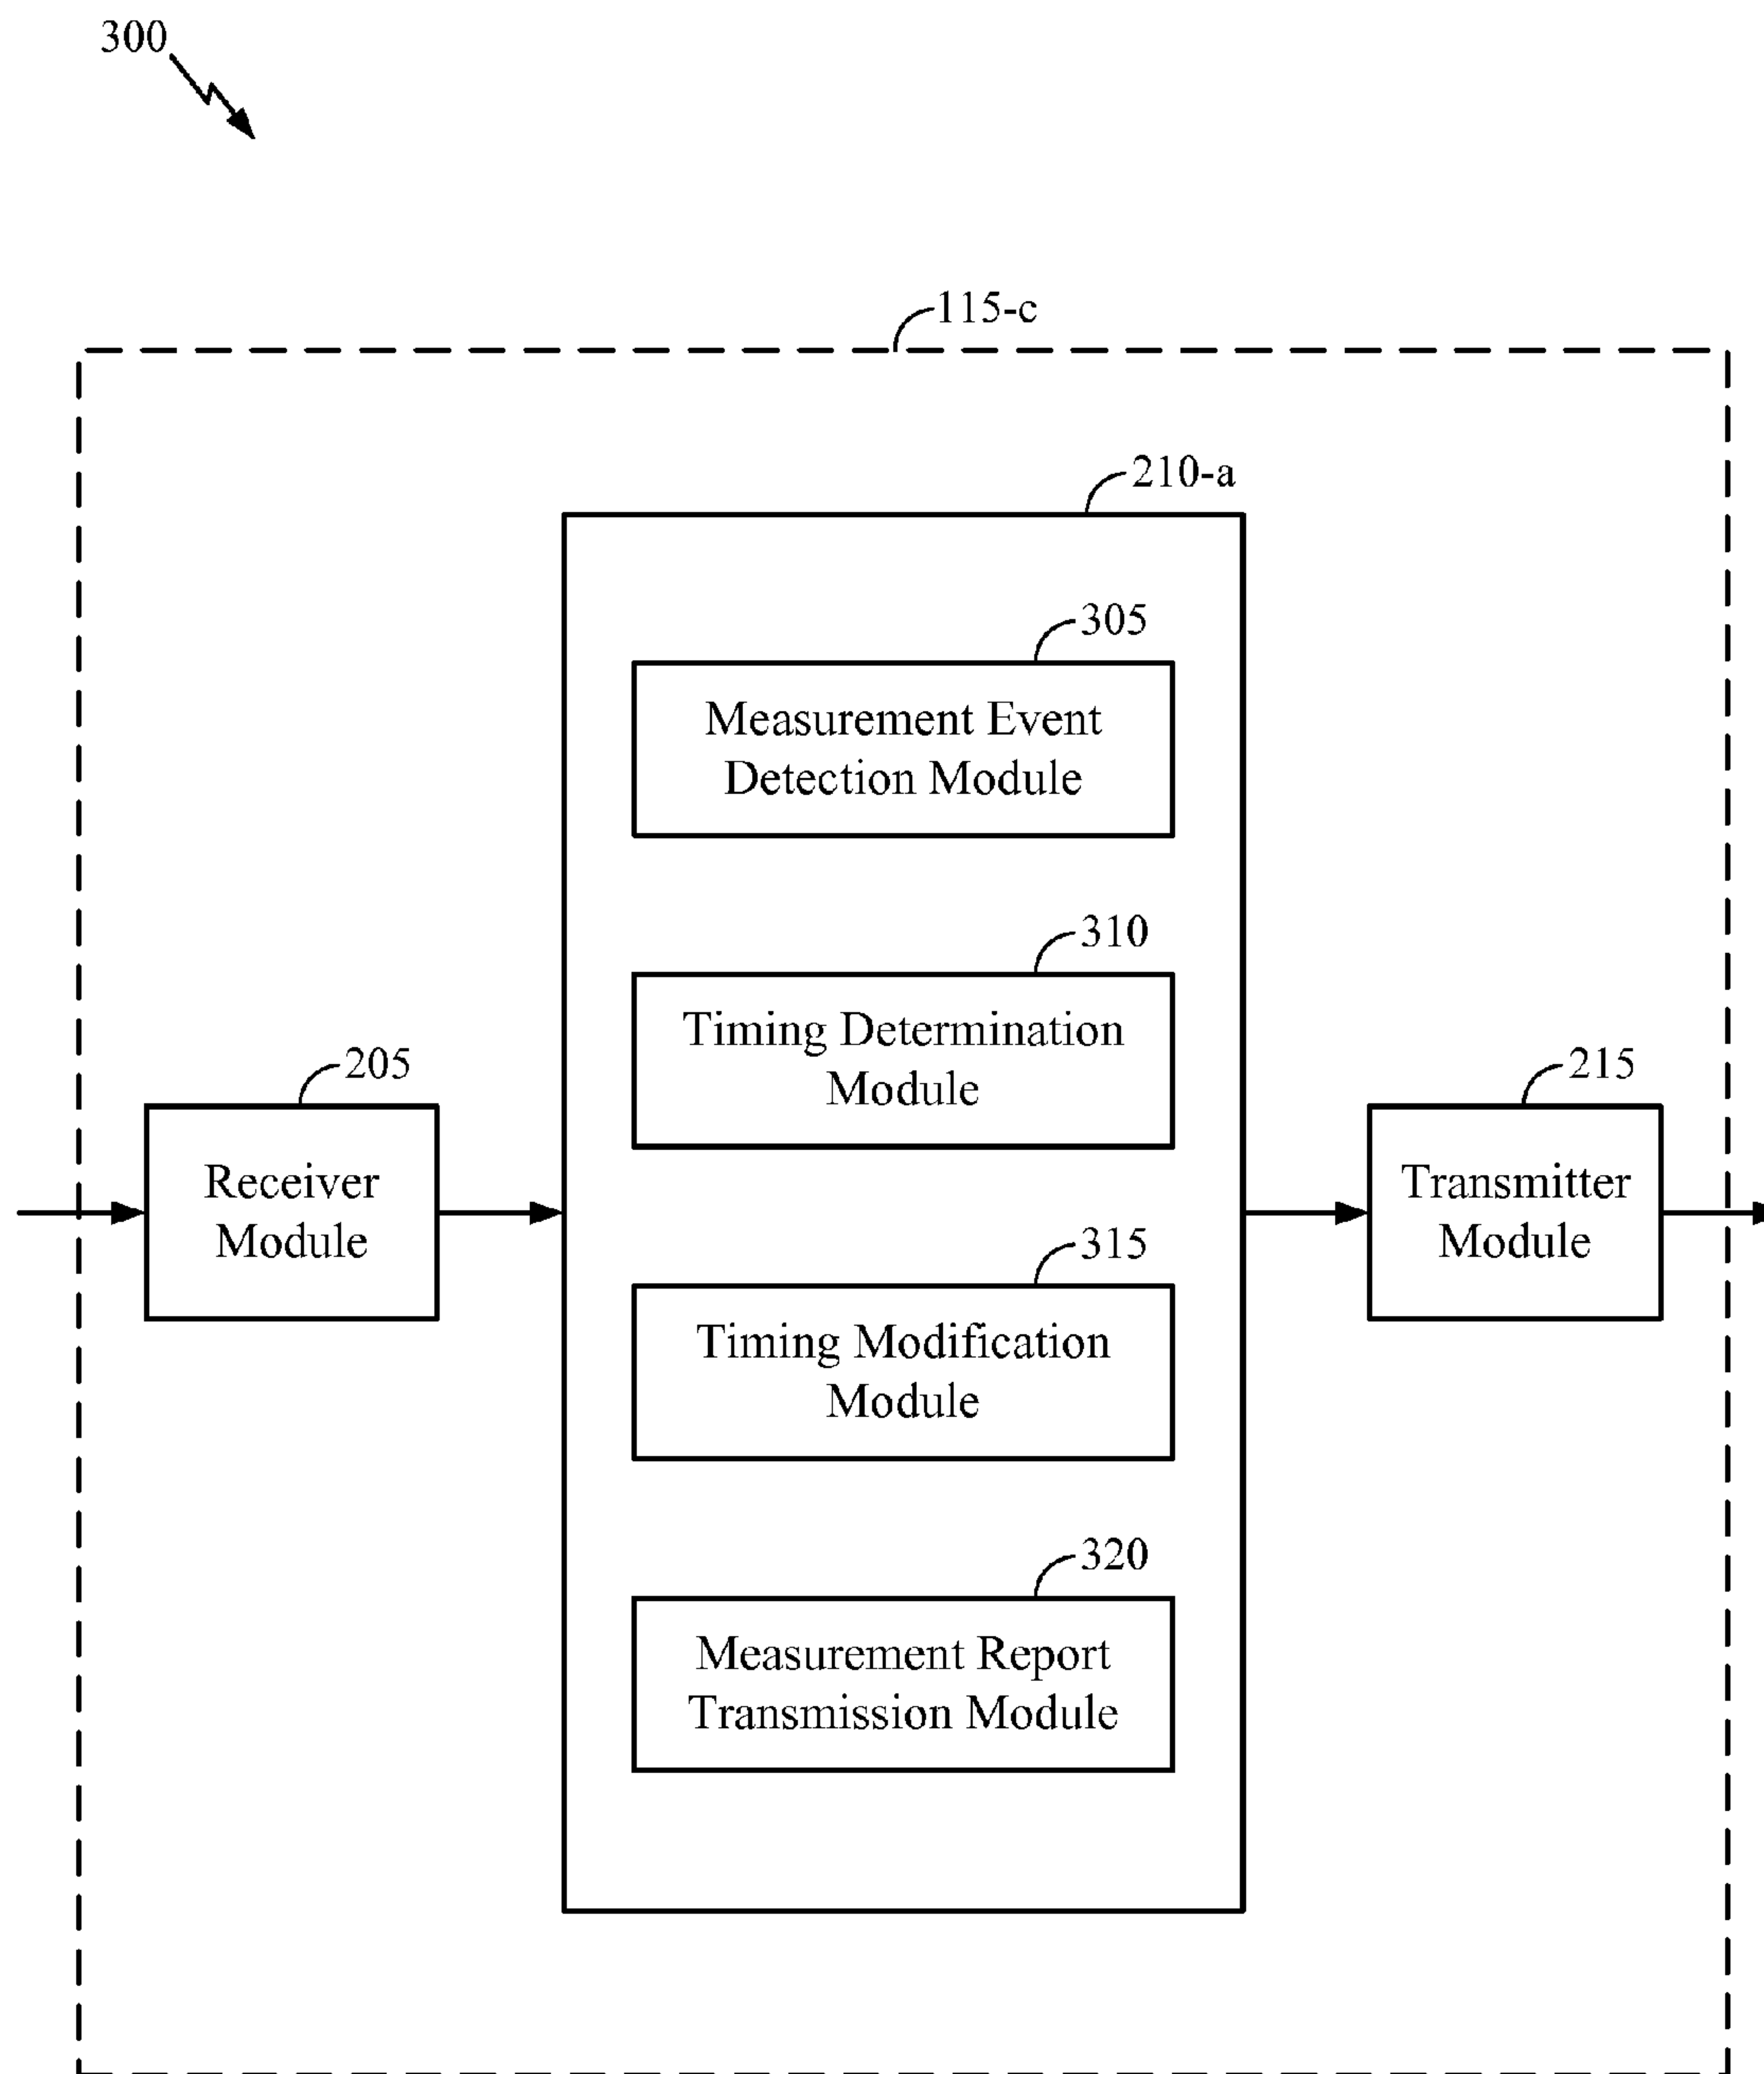 300
115-c
210-a
305
Measurement Event
Detection Module
310
Timing Determination
Module
205
Receiver
Module
215
Transmitter
Module
315
Timing Modification
Module
320
Measurement Report
Transmission Module